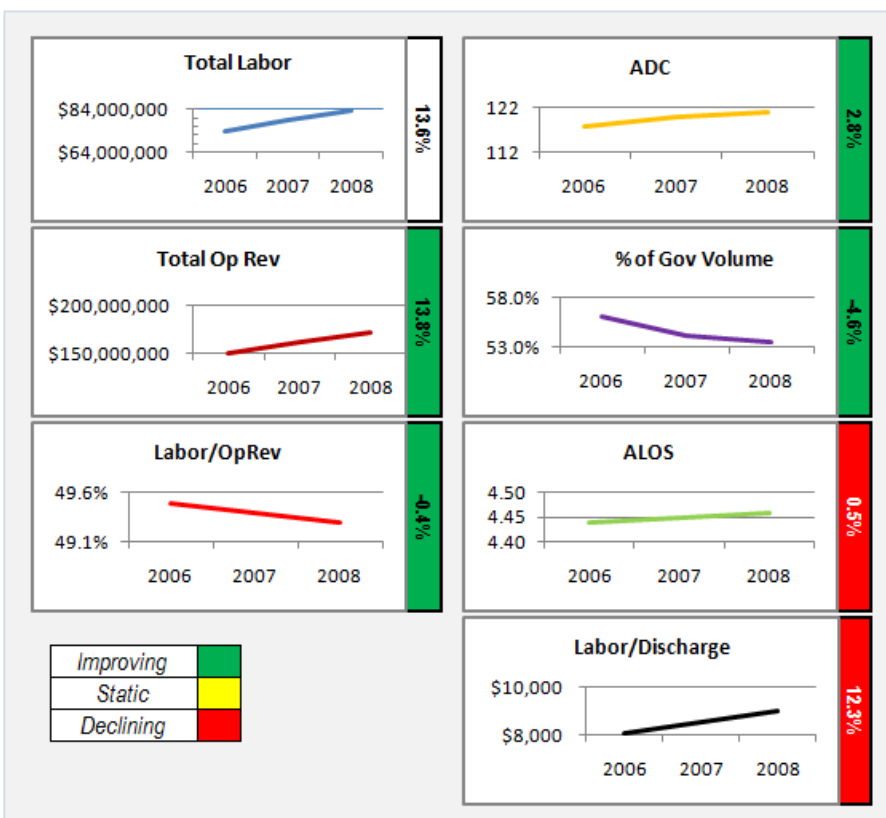 Total Labor
$84,000,000
$64,000,000
2006 2007 2008
13.6%
ADC
122
112
2006 2007 2008
2.8%
Total Op Rev
$200,000,000
$150,000,000
2006 2007 2008
13.8%
% of Gov Volume
58.0%
53.0%
2006 2007 2008
-4.6%
Labor/OpRev
49.6%
49.1%
2006 2007 2008
-0.4%
ALOS
4.50
4.45
4.40
2006 2007 2008
0.5%
Improving
Static
Declining
Labor/Discharge
$10,000
$8,000
2006 2007 2008
12.3%